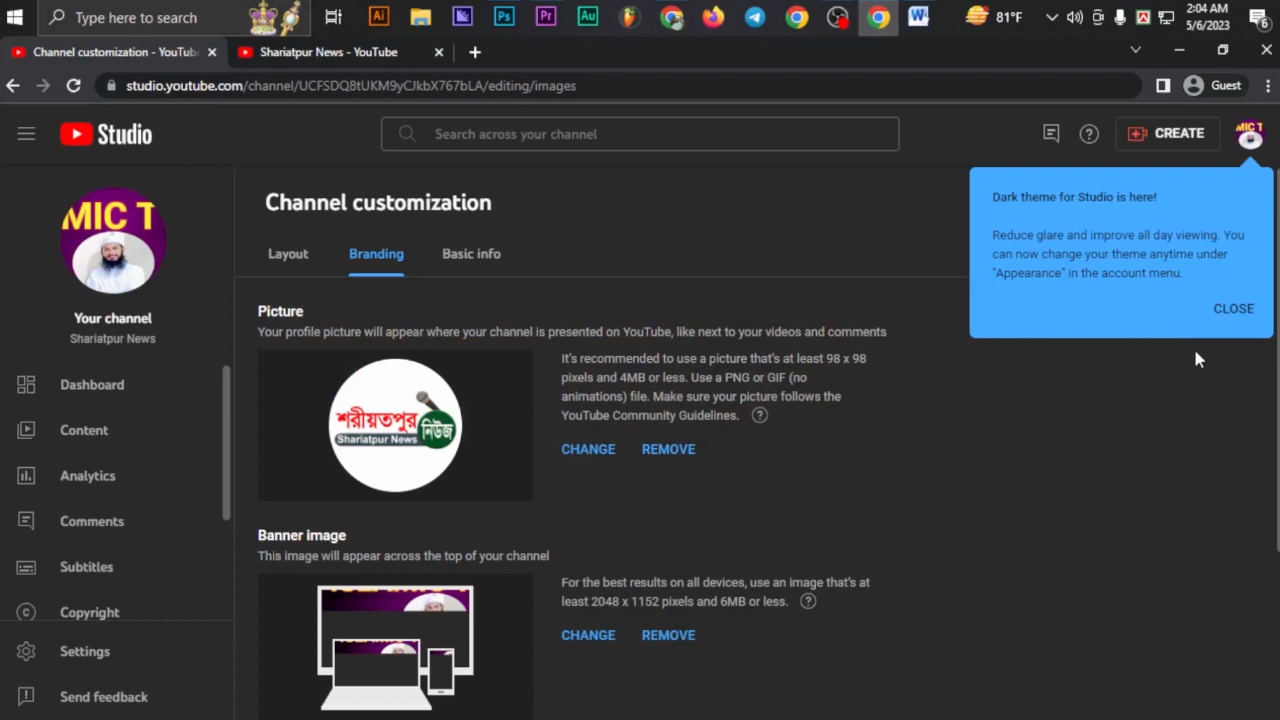 Type here to search
Ai
Ps
Pr
Au
W
81°F
2:04 AM
5/6/2023
6
Channel customization - YouTub
Shariatpur News - YouTube
studio.youtube.com/channel/UCFSDQ8tUKM9yCJkbX767bLA/editing/images
Guest
Studio
Search across your channel
CREATE
MIC T
MIC T
Your channel
Shariatpur News
Dashboard
Content
Analytics
Comments
Subtitles
Copyright
Settings
Send feedback
Channel customization
Layout
Branding
Basic info
Dark theme for Studio is here!
Reduce glare and improve all day viewing. You
can now change your theme anytime under
"Appearance" in the account menu.
CLOSE
Picture
Your profile picture will appear where your channel is presented on YouTube, like next to your videos and comments
শরীয়তপুর
নিউজ
Shariatpur News
It's recommended to use a picture that's at least 98 x 98
pixels and 4MB or less. Use a PNG or GIF (no
animations) file. Make sure your picture follows the
YouTube Community Guidelines.
CHANGE
REMOVE
Banner image
This image will appear across the top of your channel
For the best results on all devices, use an image that's at
least 2048 x 1152 pixels and 6MB or less.
CHANGE
REMOVE